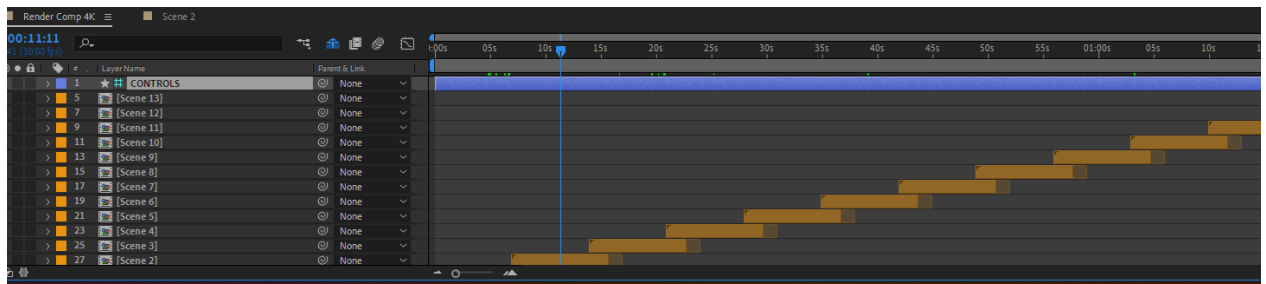 Render Comp 4K Scene 2
00:11:11
41 (30.00 fps)
:00s 05s 10s 15s 20s 25s 30s 35s 40s 45s 50s 55s 01:00s 05s 10s 1
# . Layer Name Parent & Link
1 CONTROLS None
5 [Scene 13] None
7 [Scene 12] None
9 [Scene 11] None
11 [Scene 10] None
13 [Scene 9] None
15 [Scene 8] None
17 [Scene 7] None
19 [Scene 6] None
21 [Scene 5] None
23 [Scene 4] None
25 [Scene 3] None
27 [Scene 2] None